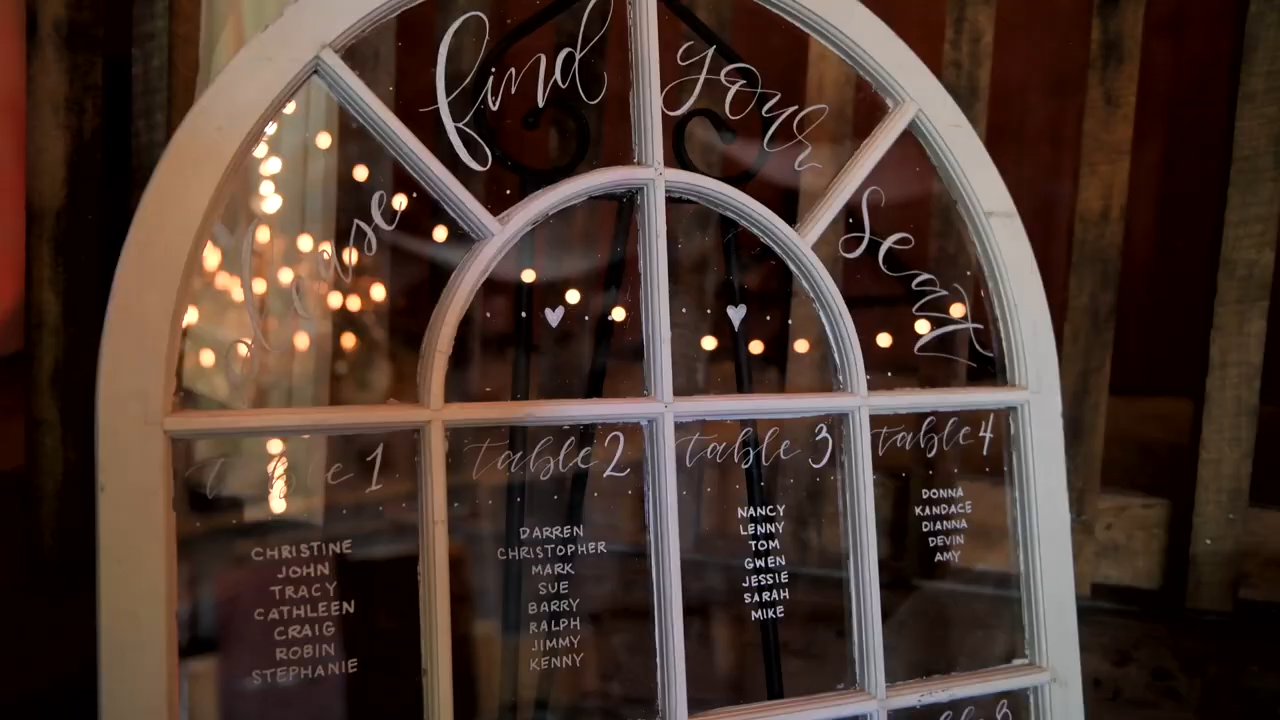 please
find
your
seat
table 1
CHRISTINE
JOHN
TRACY
CATHLEEN
CRAIG
ROBIN
STEPHANIE
table 2
DARREN
CHRISTOPHER
MARK
SUE
BARRY
RALPH
JIMMY
KENNY
table 3
NANCY
LENNY
TOM
GWEN
JESSIE
SARAH
MIKE
table 4
DONNA
KANDACE
DIANNA
DEVIN
AMY